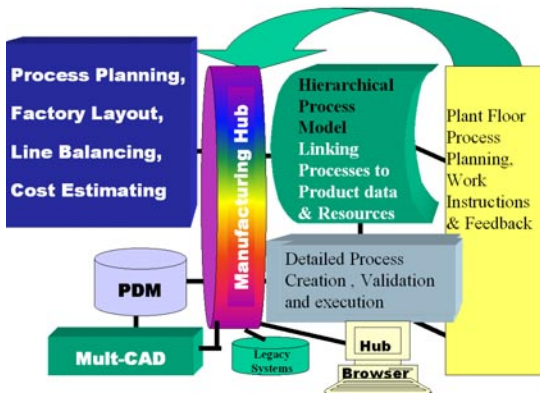 Process Planning,
Factory Layout,
Line Balancing,
Cost Estimating
Manufacturing Hub
Hierarchical
Process
Model
Linking
Processes to
Product data
& Resources
Plant Floor
Process
Planning,
Work
Instructions
& Feedback
Detailed Process
Creation , Validation
and execution
PDM
Mult-CAD
Legacy
Systems
Hub
Browser